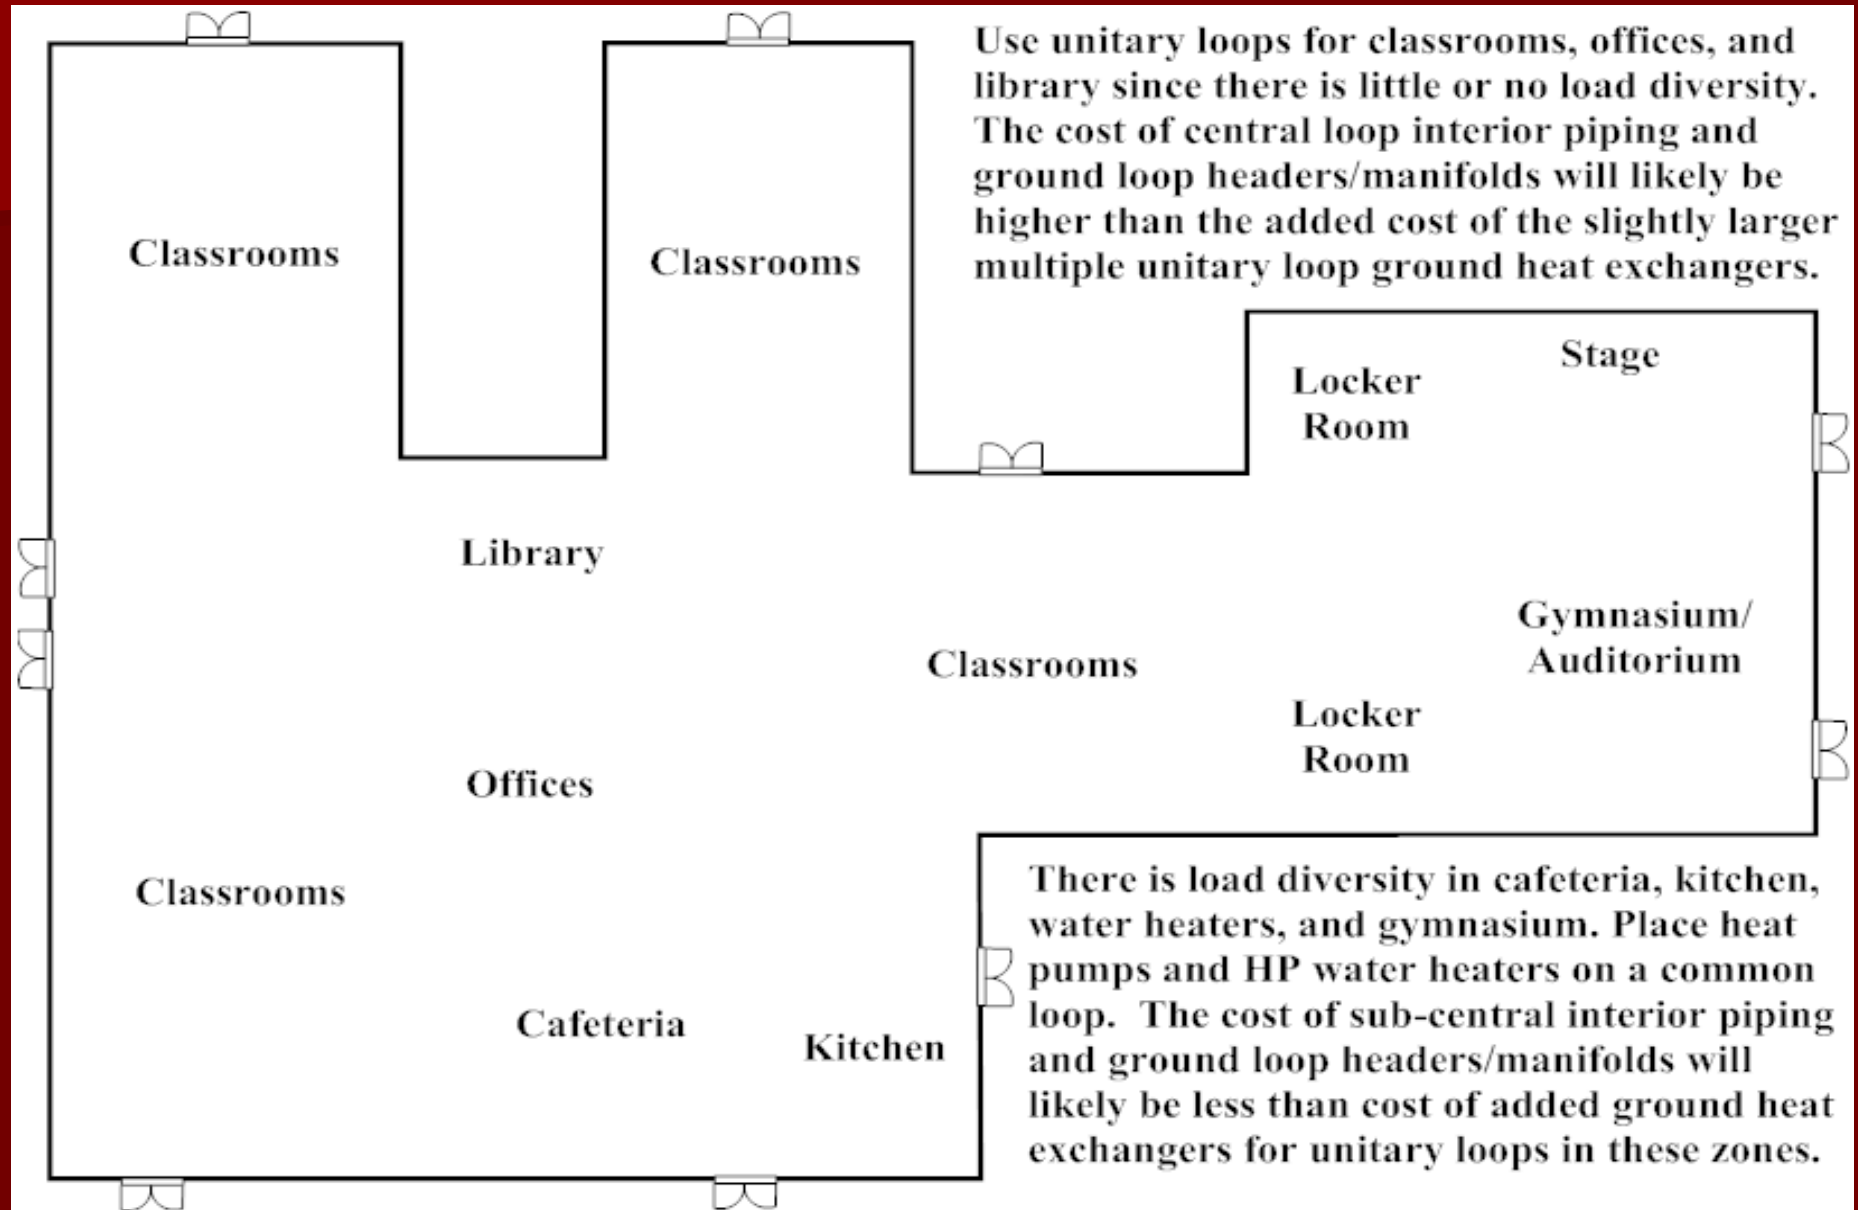 Use unitary loops for classrooms, offices, and
library since there is little or no load diversity.
The cost of central loop interior piping and
ground loop headers/manifolds will likely be
higher than the added cost of the slightly larger
multiple unitary loop ground heat exchangers.
Classrooms
Classrooms
Stage
Locker
Room
Library
Gymnasium/
Auditorium
Classrooms
Locker
Room
Offices
Classrooms
Cafeteria
Kitchen
There is load diversity in cafeteria, kitchen,
water heaters, and gymnasium. Place heat
pumps and HP water heaters on a common
loop.  The cost of sub-central interior piping
and ground loop headers/manifolds will
likely be less than cost of added ground heat
exchangers for unitary loops in these zones.